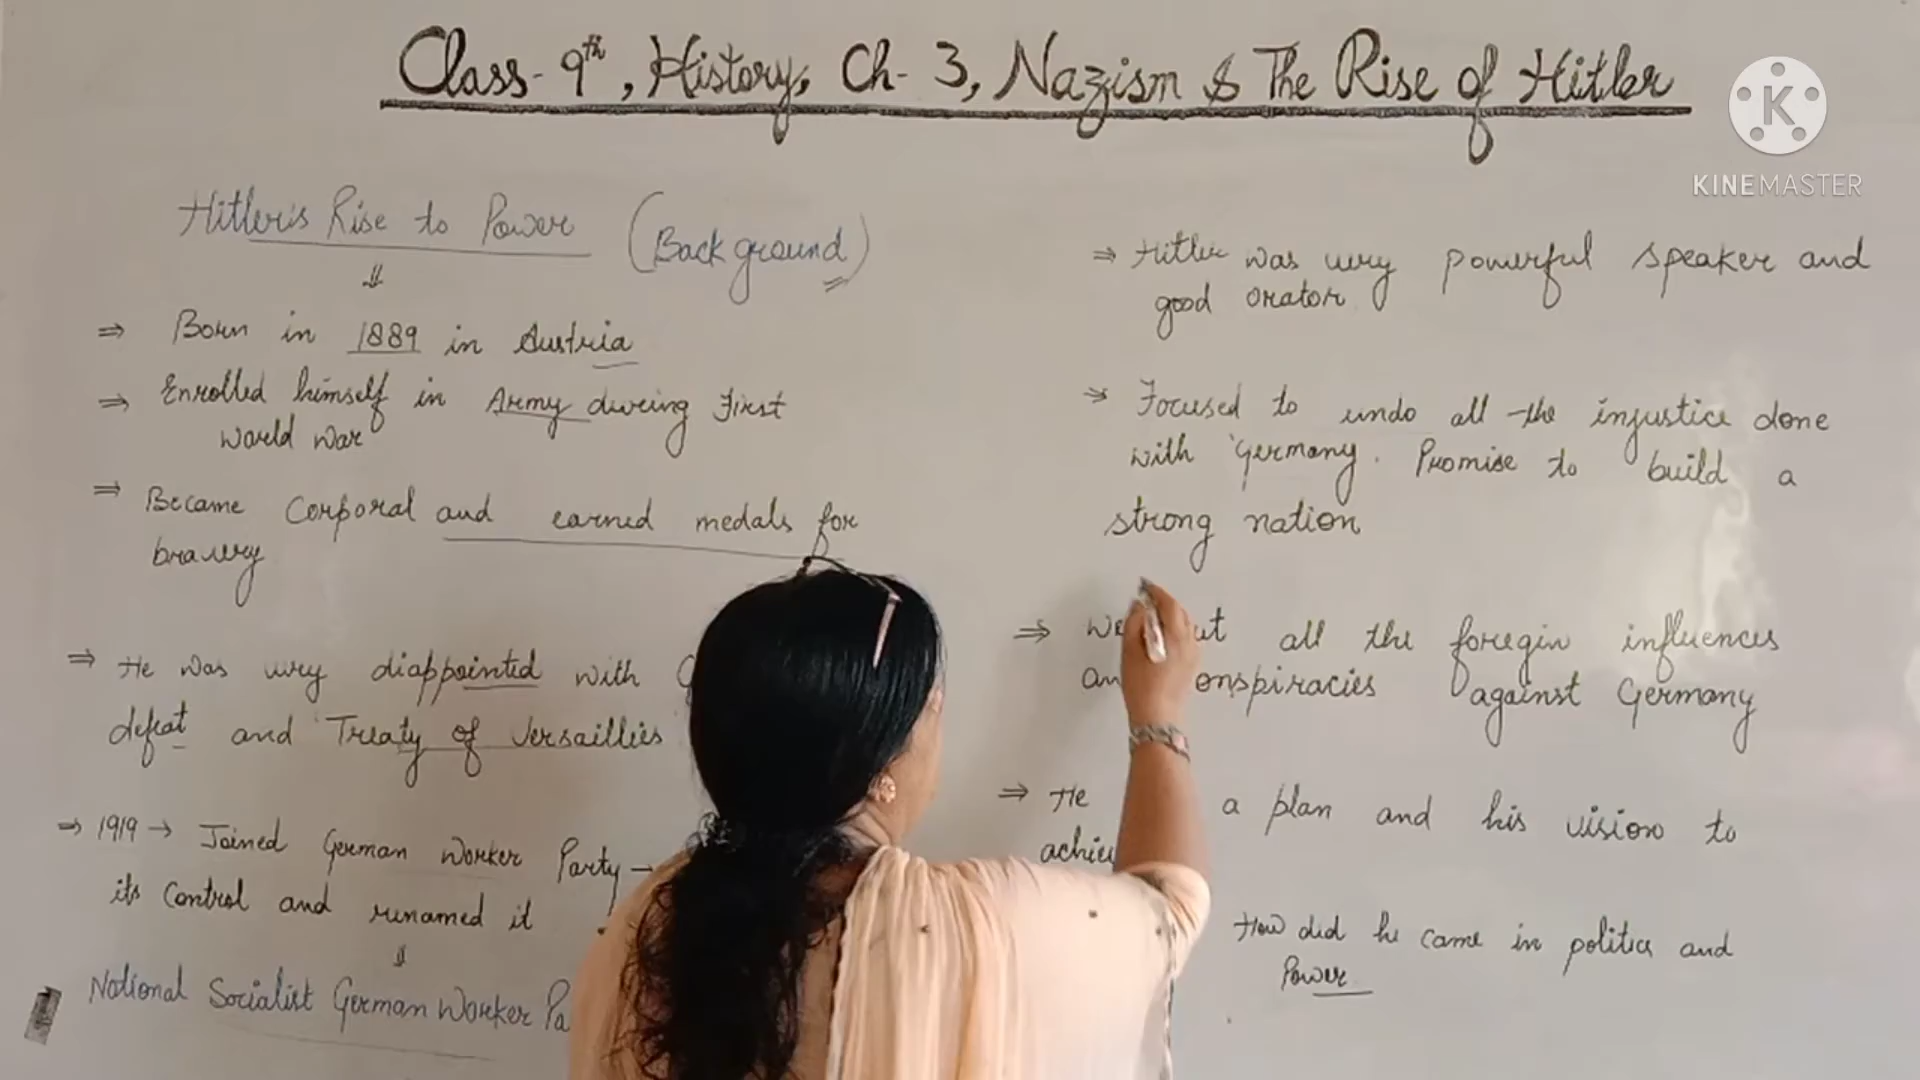 Class- 9th, History, Ch- 3, Nazism & The Rise of Hitler
KINEMASTER
Hitler's Rise to Power (Background)
⇒ Born in 1889 in Austria
⇒ Enrolled himself in Army during First
World War
⇒ Became Corporal and earned medals for
bravery
⇒ He was very diappointed with
defeat and Treaty of Versailles
⇒ 1919 → Joined German Worker Party →
its Control and renamed it
National Socialist German Worker Pa
⇒ Hitler was very powerful speaker and
good orator.
⇒ Focused to undo all the injustice done
with Germany. Promise to build a
strong nation
⇒ all the foregin influences
onspiracies against Germany
⇒ He a plan and his vision to
achie
How did he came in politics and
Power